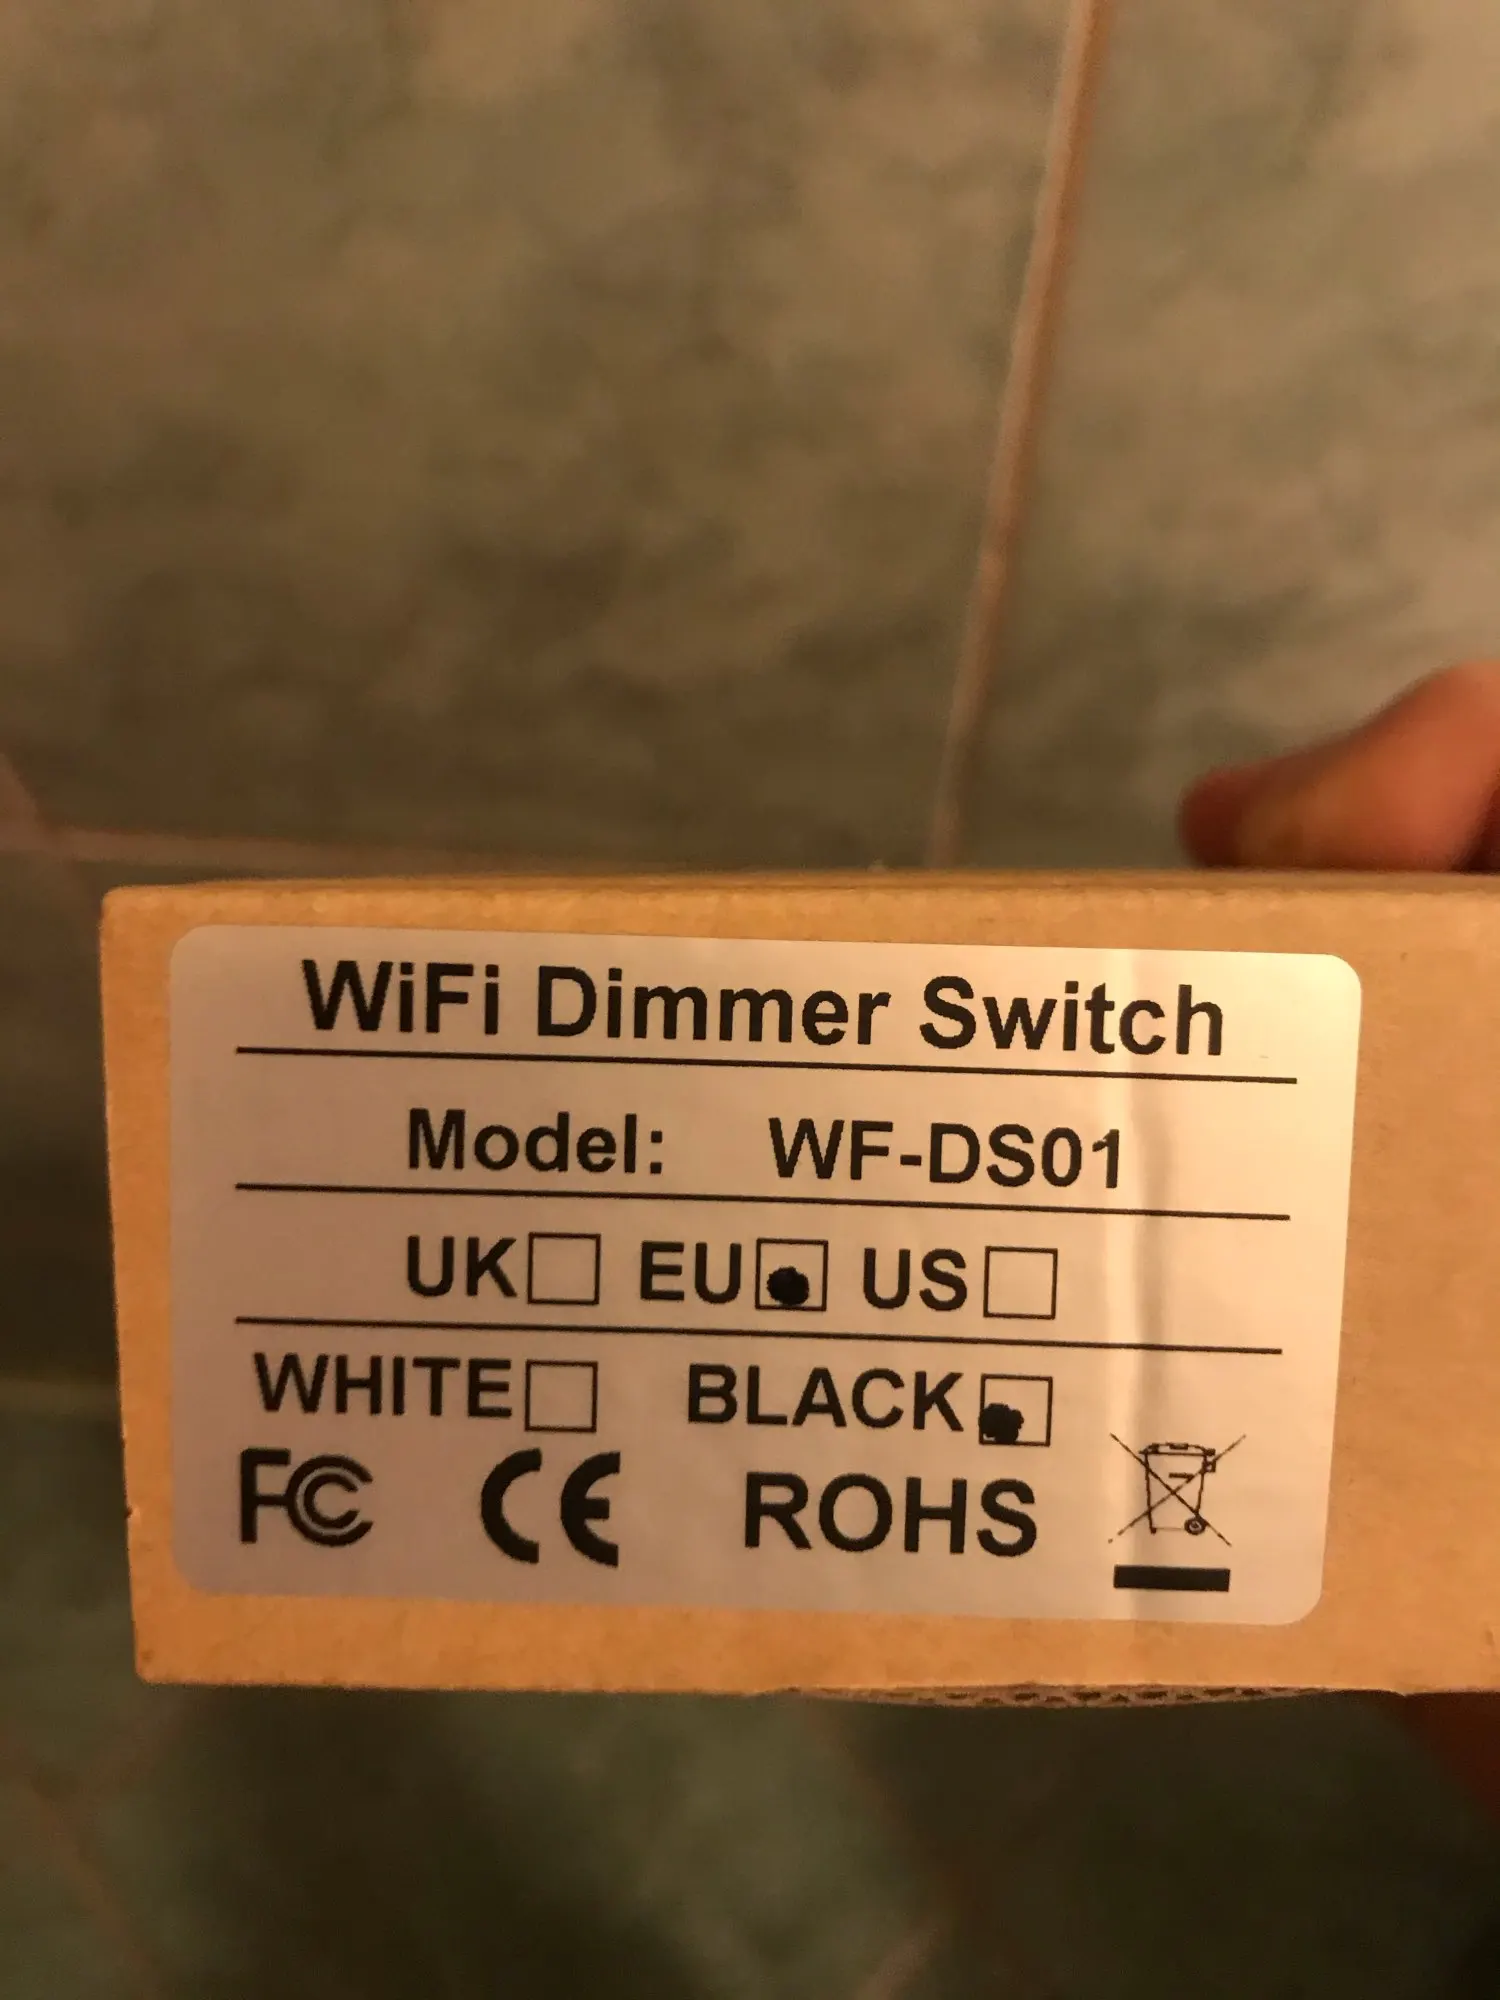 WiFi Dimmer Switch
Model: WF-DS01
UK EU US
WHITE BLACK
FC CE ROHS